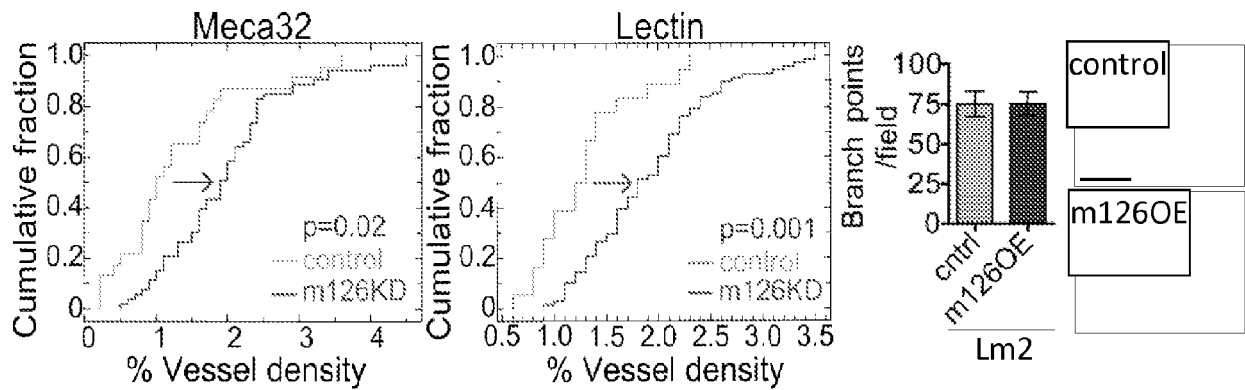 Meca32
Cumulative fraction
1.0
0.8
0.6
0.4
0.2
0
p=0.02
control
m126KD
0 1 2 3 4
% Vessel density
Lectin
Cumulative fraction
1.0
0.8
0.6
0.4
0.2
0
p=0.001
control
m126KD
0.5 1.0 1.5 2.0 2.5 3.0 3.5
% Vessel density
Branch points
/field
100
75
50
25
0
cntrl
m126OE
Lm2
control
m126OE